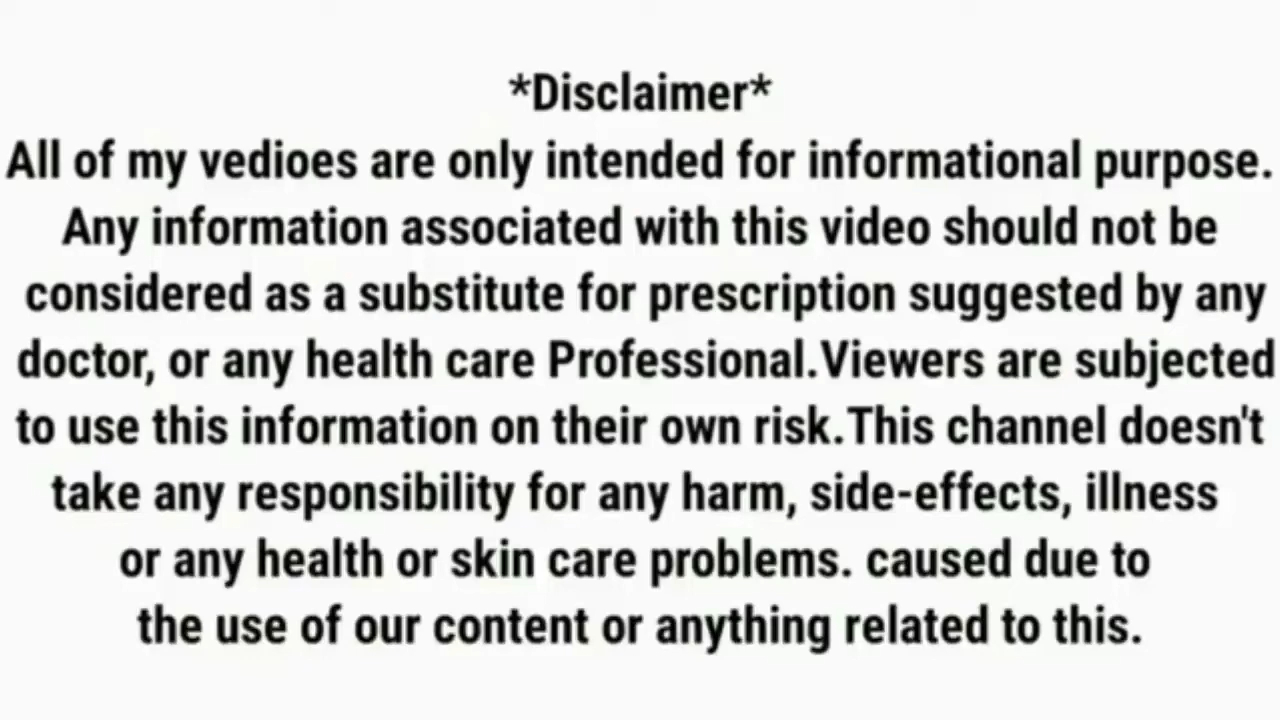 *Disclaimer*
All of my vedioes are only intended for informational purpose.
Any information associated with this video should not be
considered as a substitute for prescription suggested by any
doctor, or any health care Professional.Viewers are subjected
to use this information on their own risk.This channel doesn't
take any responsibility for any harm, side-effects, illness
or any health or skin care problems. caused due to
the use of our content or anything related to this.